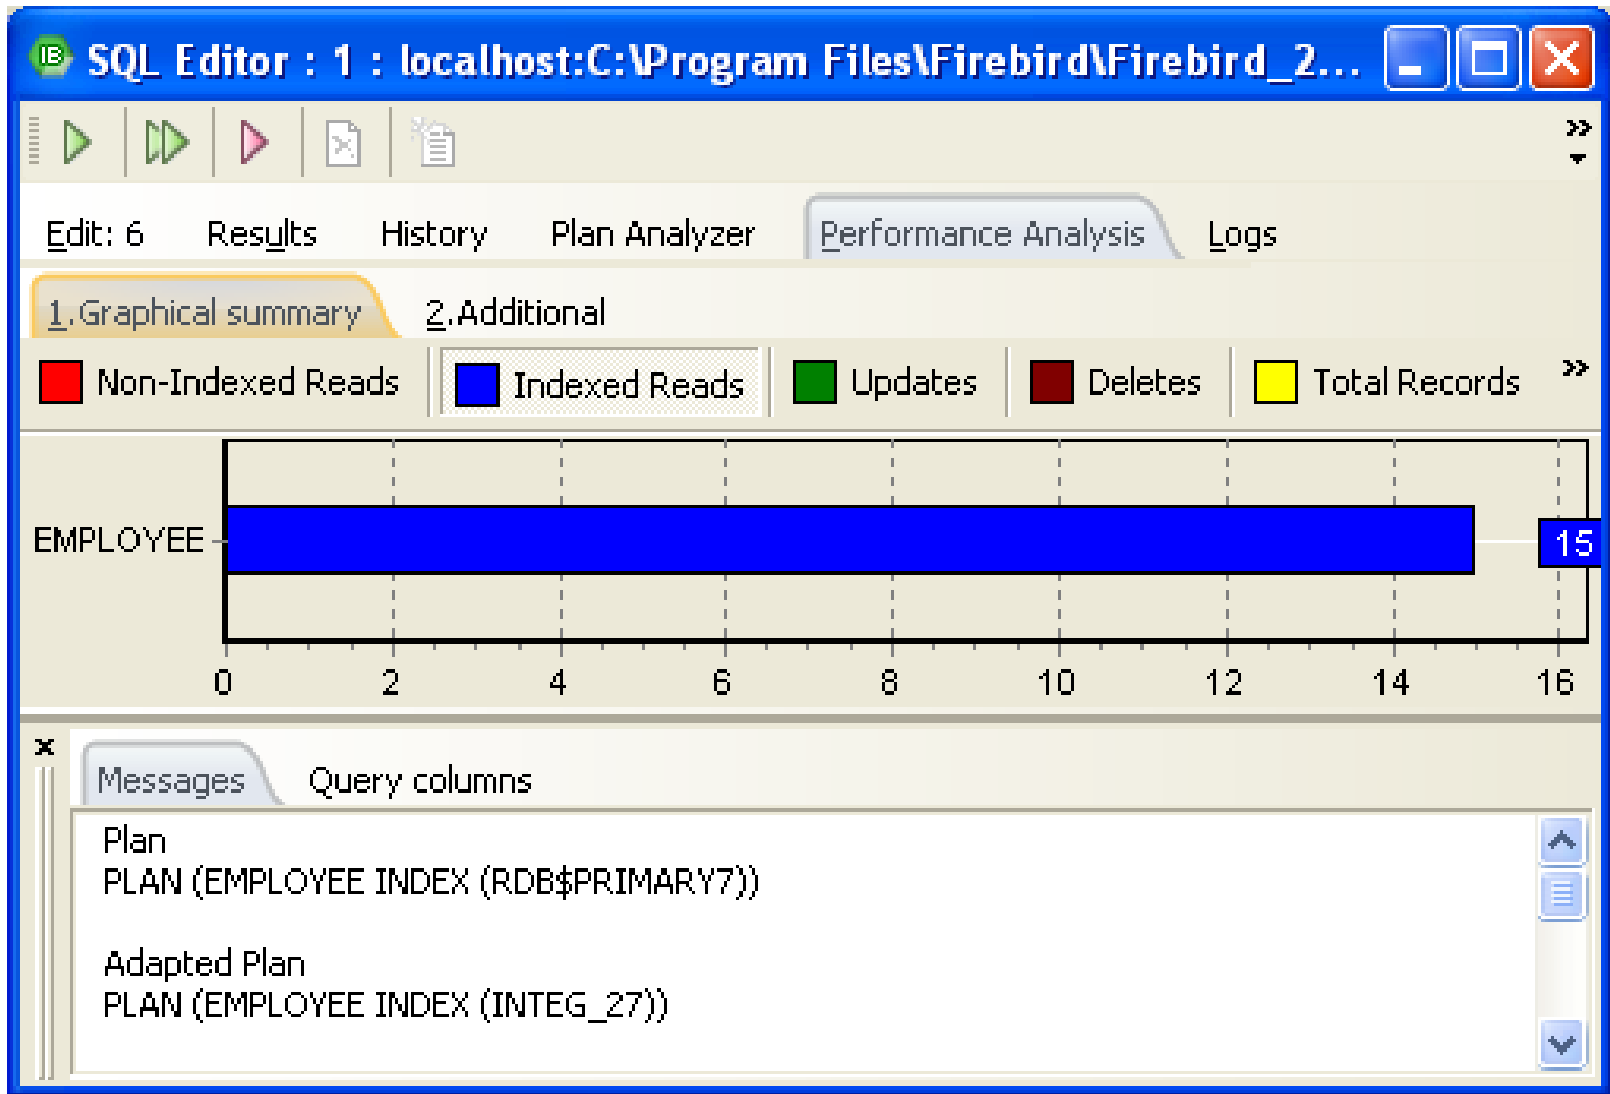 IB SQL Editor : 1 : localhost:C:\Program Files\Firebird\Firebird_2...
Edit: 6 Results History Plan Analyzer Performance Analysis Logs
1.Graphical summary 2.Additional
Non-Indexed Reads Indexed Reads Updates Deletes Total Records
EMPLOYEE 15
0 2 4 6 8 10 12 14 16
Messages Query columns
Plan
PLAN (EMPLOYEE INDEX (RDB$PRIMARY7))
Adapted Plan
PLAN (EMPLOYEE INDEX (INTEG_27))